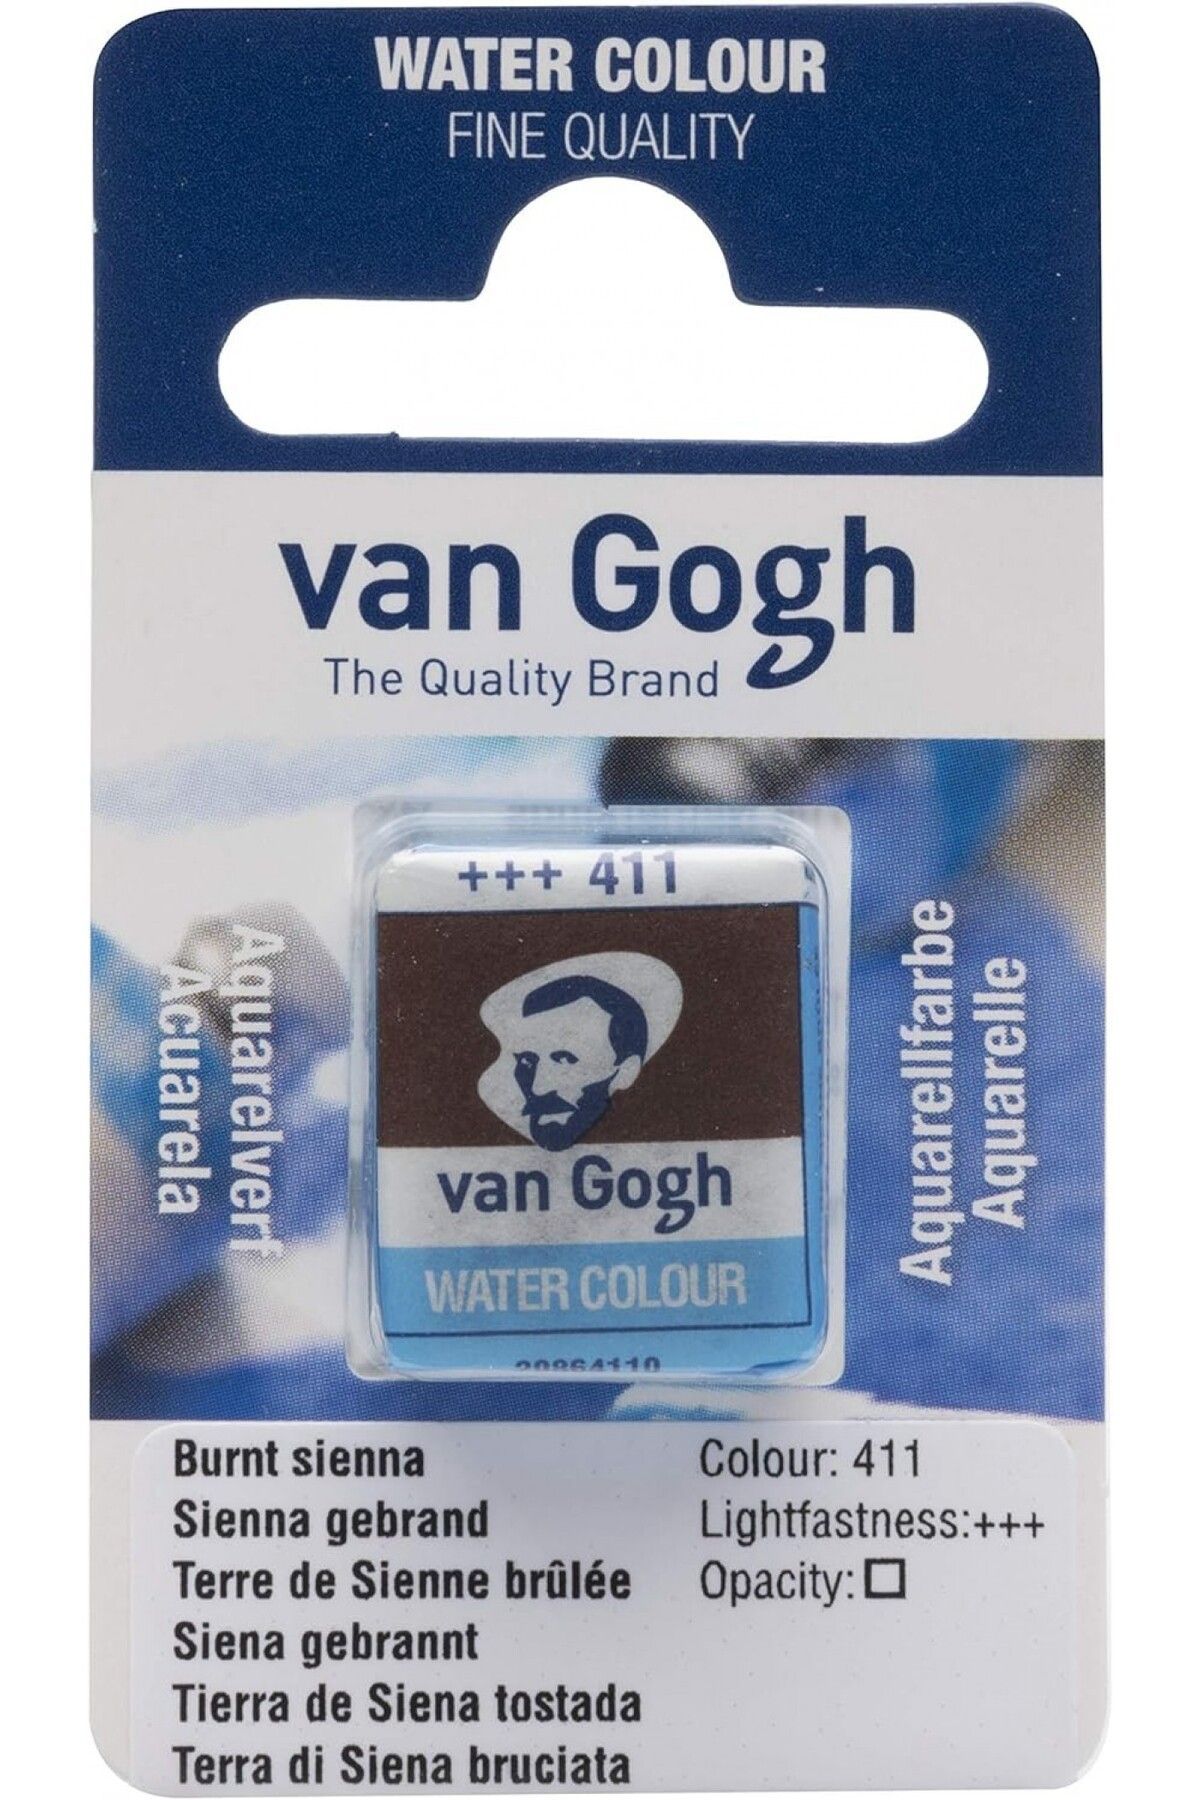 WATER COLOUR
FINE QUALITY
van Gogh
The Quality Brand
+++ 411
van Gogh
WATER COLOUR
20864110
Aquarelverf
Acuarela
Aquarellfarbe
Aquarelle
Burnt sienna
Sienna gebrand
Terre de Sienne brûlée
Siena gebrannt
Tierra de Siena tostada
Terra di Siena bruciata
Colour: 411
Lightfastness:+++
Opacity:□